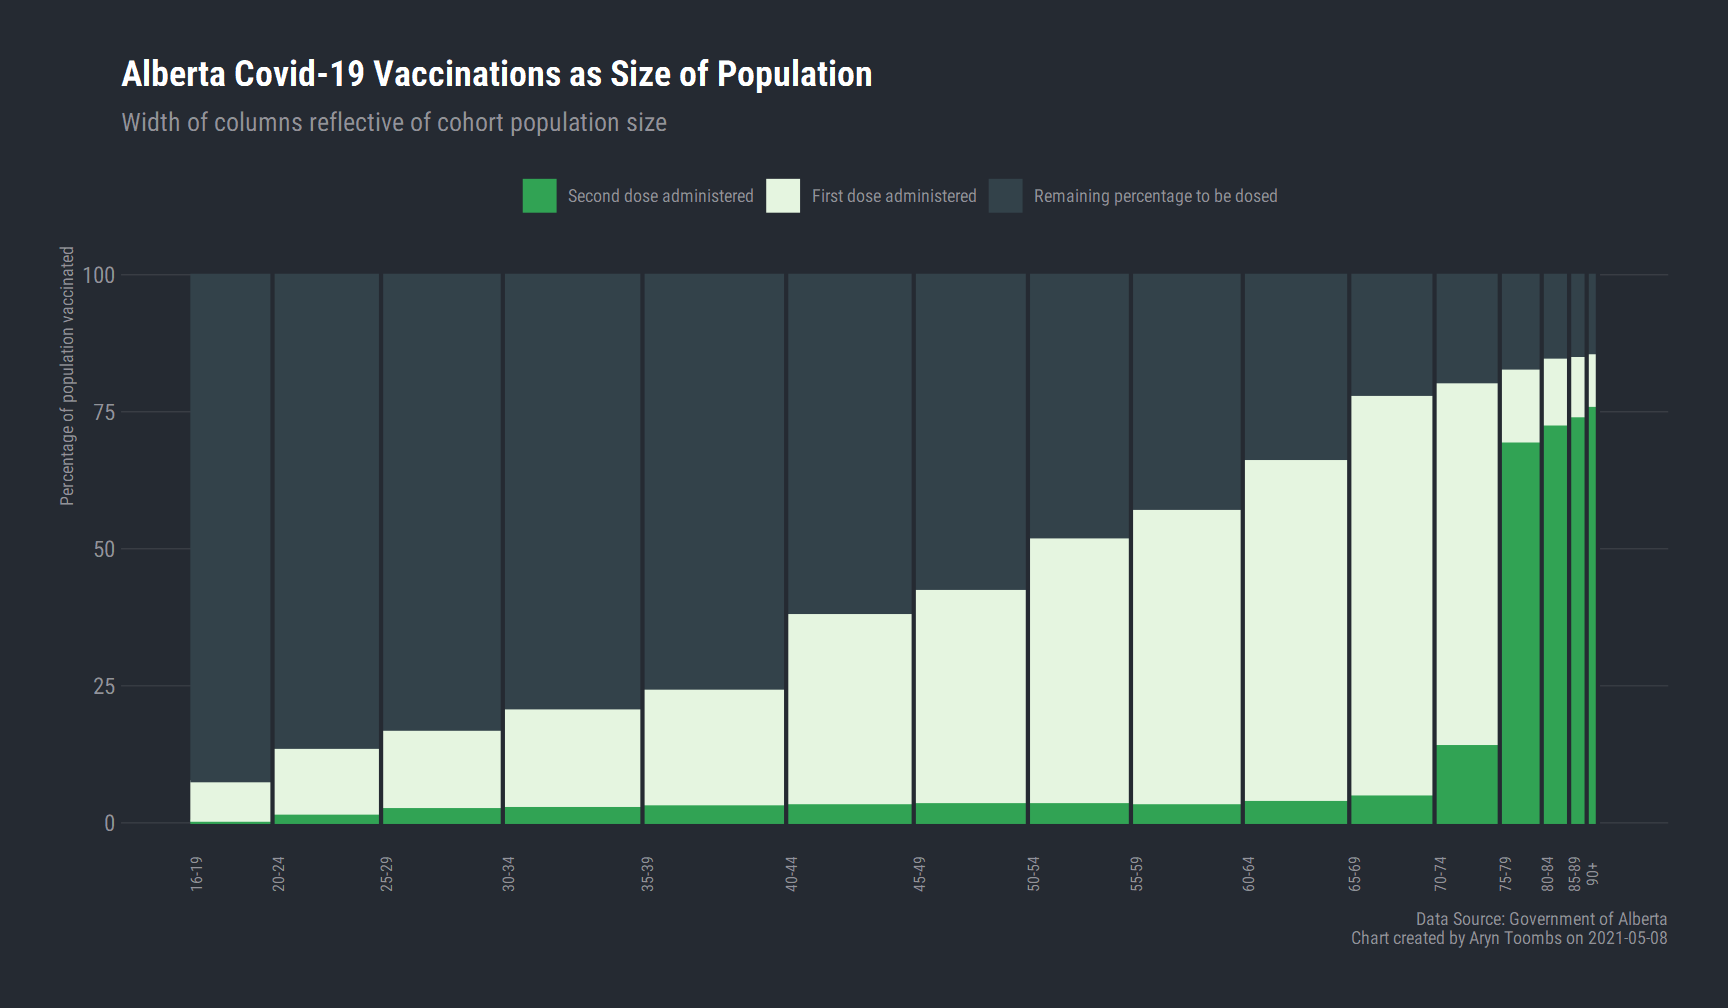 Alberta Covid-19 Vaccinations as Size of Population
Width of columns reflective of cohort population size
Second dose administered
First dose administered
Remaining percentage to be dosed
Percentage of population vaccinated
100
75
50
25
0
16-19
20-24
25-29
30-34
35-39
40-44
45-49
50-54
55-59
60-64
65-69
70-74
75-79
80-84
85-89
90+
Data Source: Government of Alberta
Chart created by Aryn Toombs on 2021-05-08